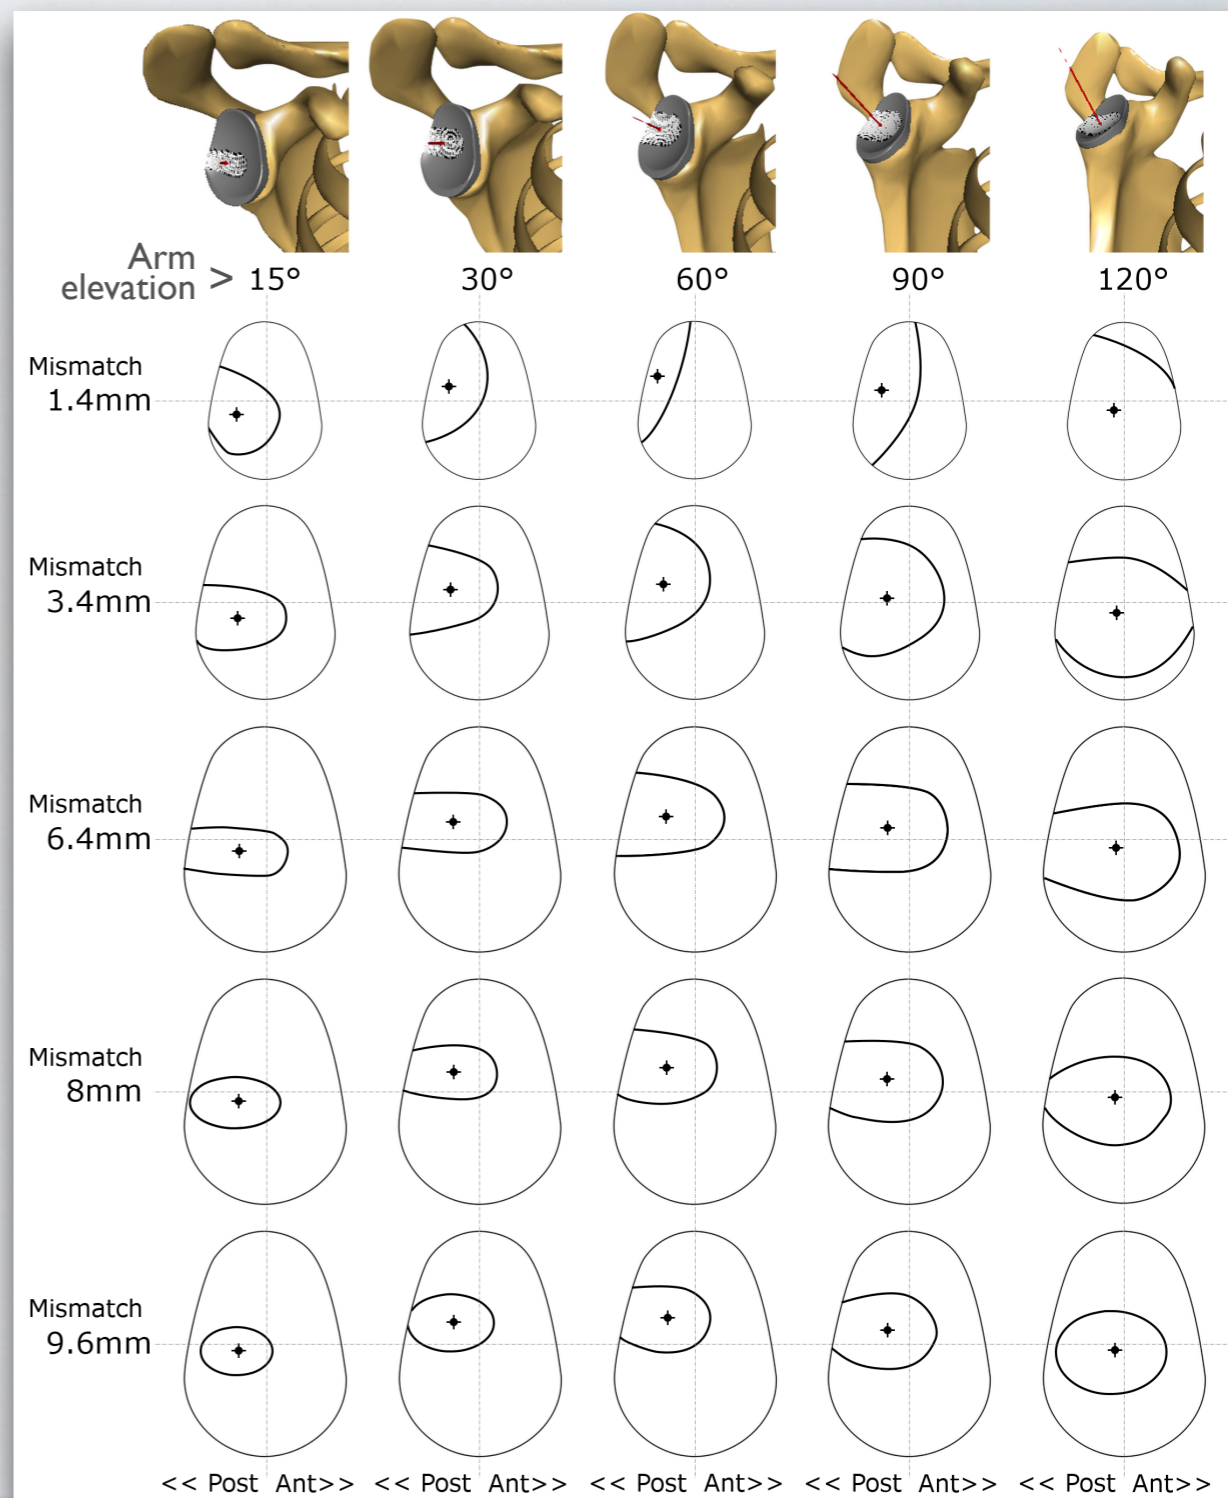 Arm
elevation > 15° 30° 60° 90° 120°
Mismatch
1.4mm
Mismatch
3.4mm
Mismatch
6.4mm
Mismatch
8mm
Mismatch
9.6mm
<< Post Ant>> << Post Ant>> << Post Ant>> << Post Ant>> << Post Ant>>